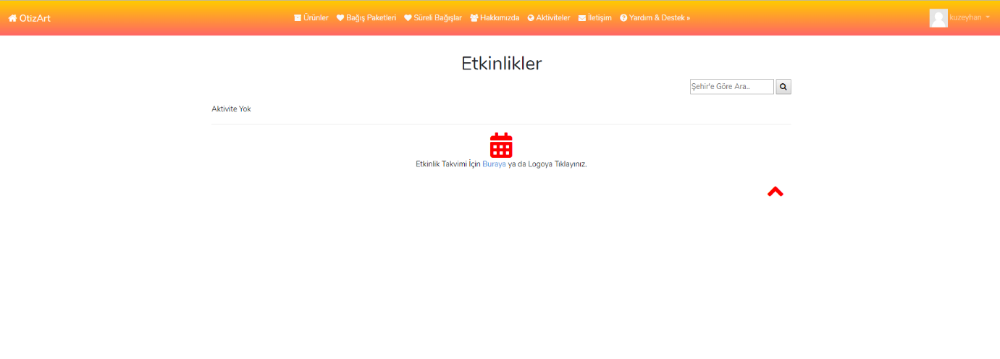 OtizArt
Ürünler Bağış Paketleri Süreli Bağışlar Hakkımızda Aktiviteler İletişim Yardım & Destek »
kuzeyhan
Etkinlikler
Şehir'e Göre Ara..
Aktivite Yok
Etkinlik Takvimi İçin Buraya ya da Logoya Tıklayınız.